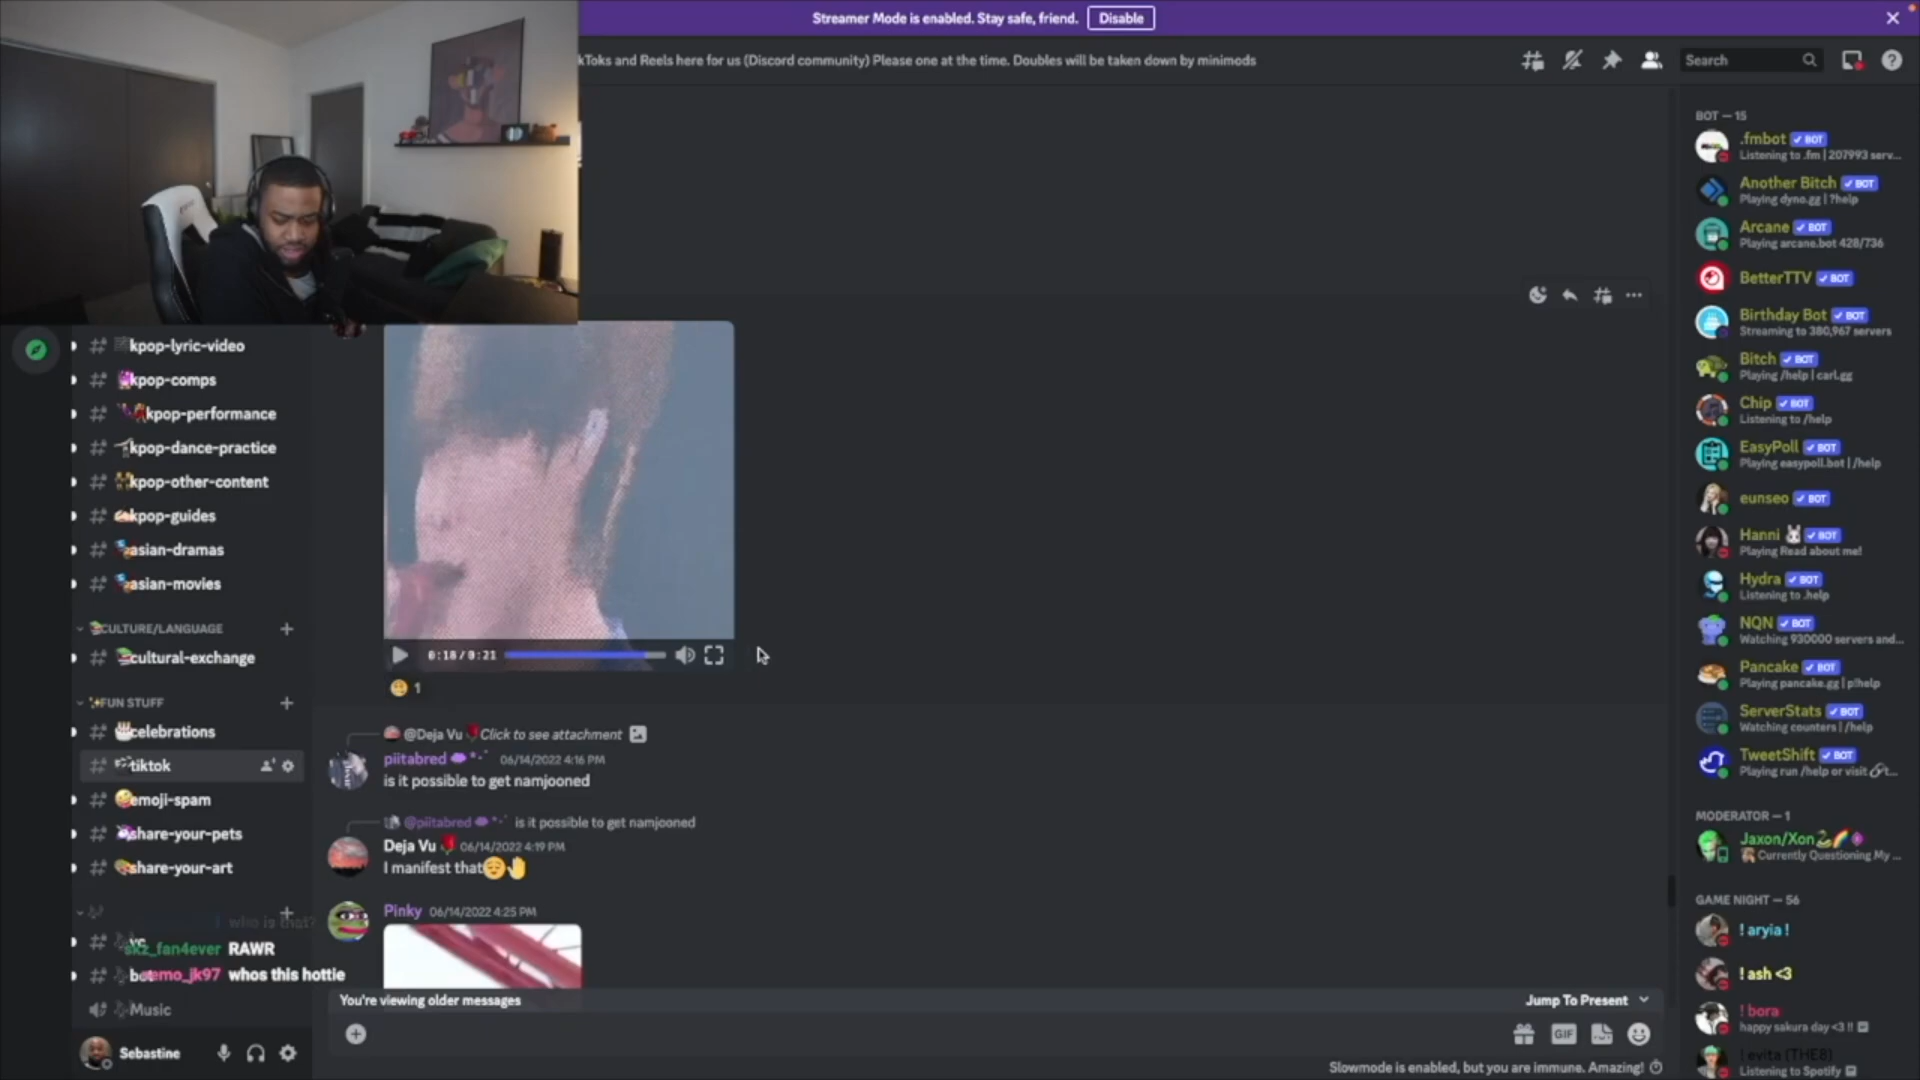 Streamer Mode is enabled. Stay safe, friend.
Disable
kToks and Reels here for us (Discord community) Please one at the time. Doubles will be taken down by minimods
Search
kpop-lyric-video
kpop-comps
kpop-performance
kpop-dance-practice
kpop-other-content
kpop-guides
asian-dramas
asian-movies
CULTURE/LANGUAGE
cultural-exchange
FUN STUFF
celebrations
tiktok
emoji-spam
share-your-pets
share-your-art
who is that?
skz_fan4ever RAWR
emo_jk97 whos this hottie
Music
Sebastine
0:18/0:21
1
@Deja Vu Click to see attachment
piitabred 06/14/2022 4:16 PM
is it possible to get namjooned
@piitabred is it possible to get namjooned
Deja Vu 06/14/2022 4:19 PM
I manifest that
Pinky 06/14/2022 4:25 PM
You're viewing older messages
Jump To Present
GIF
Slowmode is enabled, but you are immune. Amazing!
BOT — 15
.fmbot BOT
Listening to .fm | 207993 serv...
Another Bitch BOT
Playing dyno.gg | ?help
Arcane BOT
Playing arcane.bot 428/736
BetterTTV BOT
Birthday Bot BOT
Streaming to 380,967 servers
Bitch BOT
Playing /help | carl.gg
Chip BOT
Listening to /help
EasyPoll BOT
Playing easypoll.bot | /help
eunseo BOT
Hanni BOT
Playing Read about me!
Hydra BOT
Listening to .help
NQN BOT
Watching 930000 servers and...
Pancake BOT
Playing pancake.gg | p!help
ServerStats BOT
Watching counters | /help
TweetShift BOT
Playing run /help or visit
MODERATOR — 1
Jaxon/Xon
Currently Questioning My ...
GAME NIGHT — 56
! aryia !
! ash <3
! bora
happy sakura day <3 !!
! evita (THE8)
Listening to Spotify